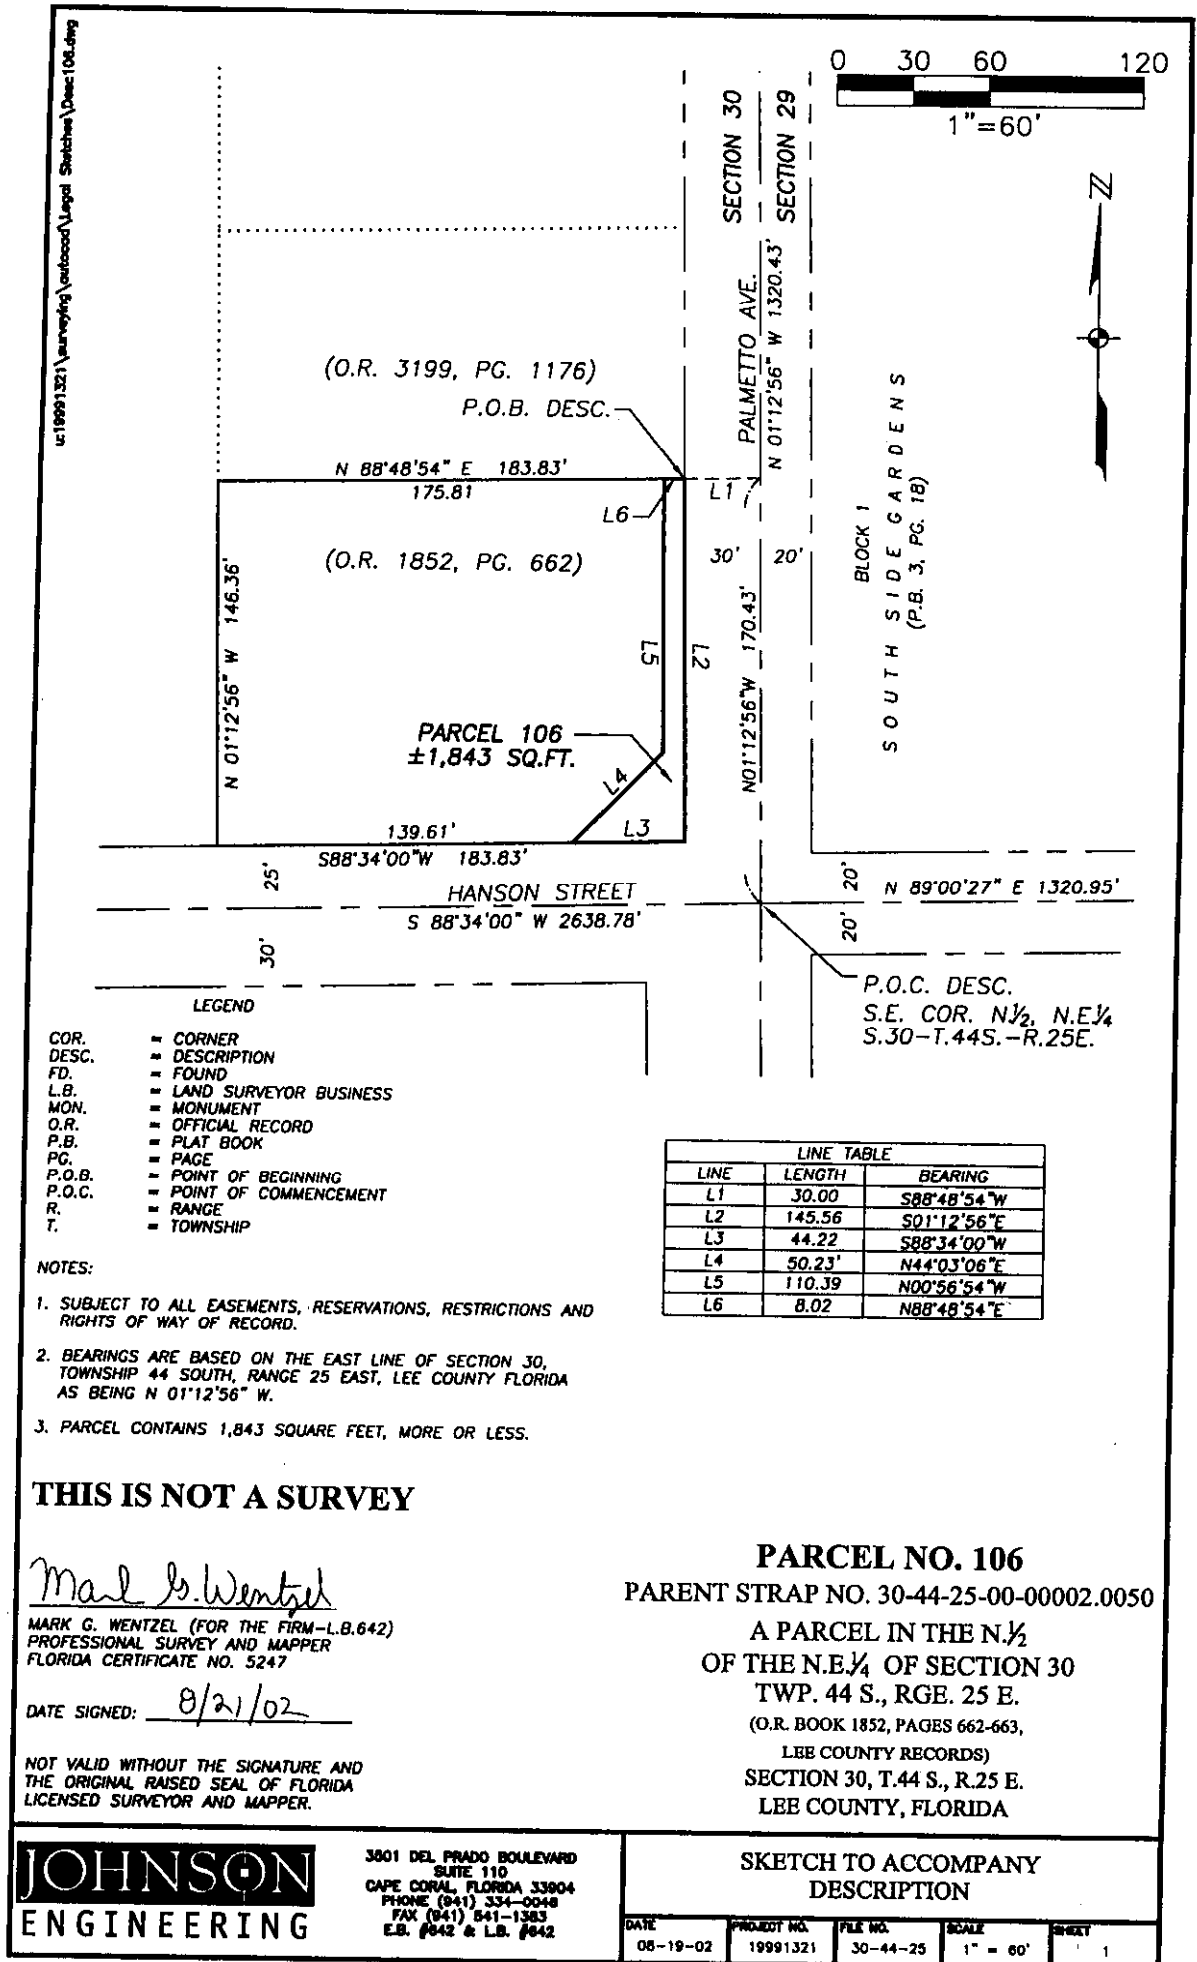 u:19991321\surveying\autocad\Legal Sketches\Desc106.dwg
0 30 60 120
1"=60'
SECTION 30
SECTION 29
N
PALMETTO AVE.
N 01°12'56" W 1320.43'
(O.R. 3199, PG. 1176)
P.O.B. DESC.
N 88°48'54" E 183.83'
175.81
L6
L1
(O.R. 1852, PG. 662)
30' 20'
BLOCK 1
SOUTH SIDE GARDENS
(P.B. 3, PG. 18)
N 01°12'56" W 146.36'
L5
L2
N01°12'56"W 170.43'
PARCEL 106
±1,843 SQ.FT.
L4
139.61'
L3
S88°34'00"W 183.83'
25'
HANSON STREET
S 88°34'00" W 2638.78'
30'
20'
N 89°00'27" E 1320.95'
20'
P.O.C. DESC.
S.E. COR. N½, N.E¼
S.30-T.44S.-R.25E.
LEGEND
COR. = CORNER
DESC. = DESCRIPTION
FD. = FOUND
L.B. = LAND SURVEYOR BUSINESS
MON. = MONUMENT
O.R. = OFFICIAL RECORD
P.B. = PLAT BOOK
PG. = PAGE
P.O.B. = POINT OF BEGINNING
P.O.C. = POINT OF COMMENCEMENT
R. = RANGE
T. = TOWNSHIP
LINE TABLE
LINE LENGTH BEARING
L1 30.00 S88°48'54"W
L2 145.56 S01°12'56"E
L3 44.22 S88°34'00"W
L4 50.23' N44°03'06"E
L5 110.39 N00°56'54"W
L6 8.02 N88°48'54"E
NOTES:
1. SUBJECT TO ALL EASEMENTS, RESERVATIONS, RESTRICTIONS AND
RIGHTS OF WAY OF RECORD.
2. BEARINGS ARE BASED ON THE EAST LINE OF SECTION 30,
TOWNSHIP 44 SOUTH, RANGE 25 EAST, LEE COUNTY FLORIDA
AS BEING N 01°12'56" W.
3. PARCEL CONTAINS 1,843 SQUARE FEET, MORE OR LESS.
THIS IS NOT A SURVEY
Mark G. Wentzel
MARK G. WENTZEL (FOR THE FIRM-L.B.642)
PROFESSIONAL SURVEY AND MAPPER
FLORIDA CERTIFICATE NO. 5247
DATE SIGNED: 8/21/02
NOT VALID WITHOUT THE SIGNATURE AND
THE ORIGINAL RAISED SEAL OF FLORIDA
LICENSED SURVEYOR AND MAPPER.
PARCEL NO. 106
PARENT STRAP NO. 30-44-25-00-00002.0050
A PARCEL IN THE N.½
OF THE N.E.¼ OF SECTION 30
TWP. 44 S., RGE. 25 E.
(O.R. BOOK 1852, PAGES 662-663,
LEE COUNTY RECORDS)
SECTION 30, T.44 S., R.25 E.
LEE COUNTY, FLORIDA
JOHNSON
ENGINEERING
3801 DEL PRADO BOULEVARD
SUITE 110
CAPE CORAL, FLORIDA 33904
PHONE (941) 334-0046
FAX (941) 541-1383
E.B. #642 & L.B. #642
SKETCH TO ACCOMPANY
DESCRIPTION
DATE PROJECT NO. FILE NO. SCALE SHEET
08-19-02 19991321 30-44-25 1" = 60' 1